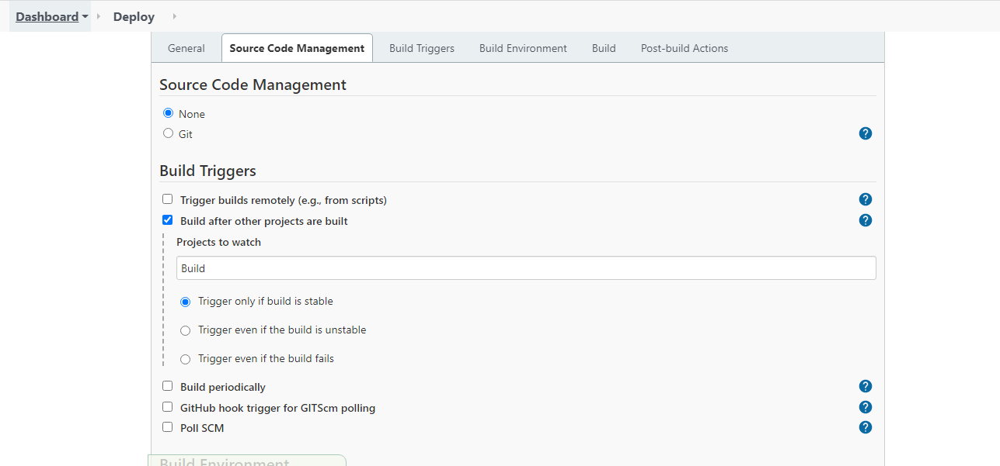 Dashboard Deploy
General Source Code Management Build Triggers Build Environment Build Post-build Actions
Source Code Management
None
Git ?
Build Triggers
Trigger builds remotely (e.g., from scripts) ?
Build after other projects are built ?
Projects to watch
Build
Trigger only if build is stable
Trigger even if the build is unstable
Trigger even if the build fails
Build periodically ?
GitHub hook trigger for GITScm polling ?
Poll SCM ?
Build Environment